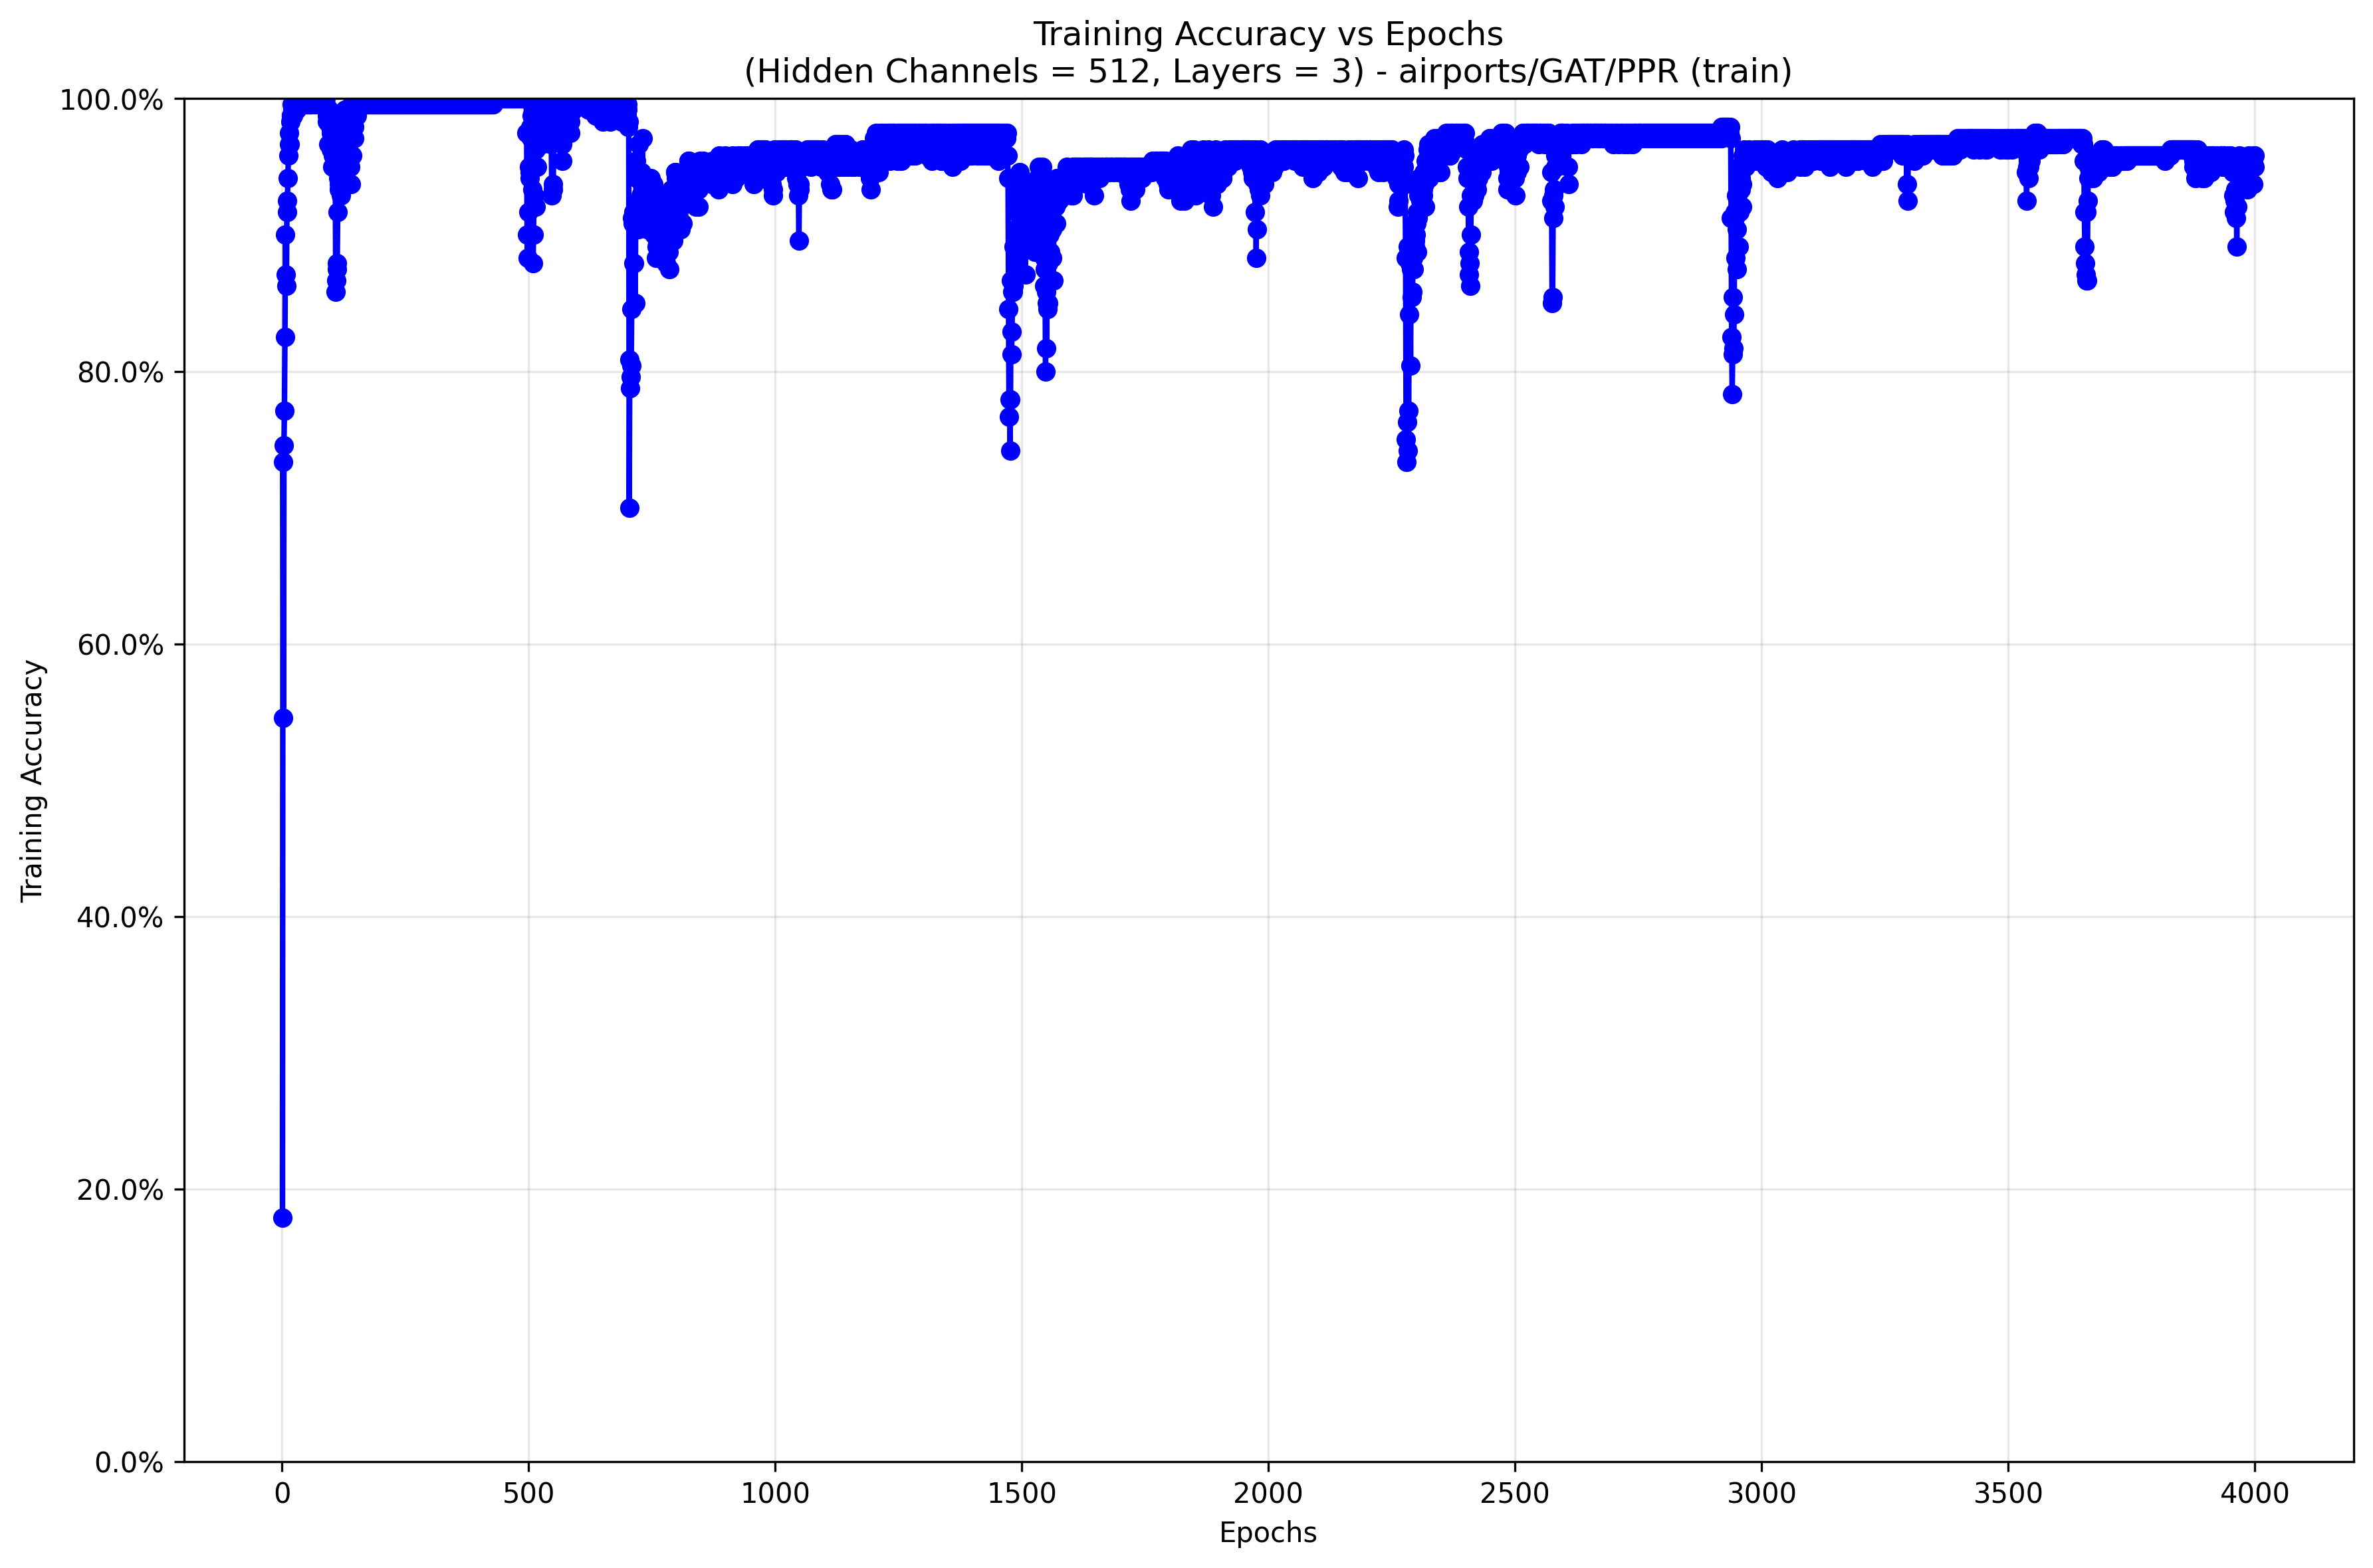 Training Accuracy vs Epochs
(Hidden Channels = 512, Layers = 3) - airports/GAT/PPR (train)
100.0%
80.0%
60.0%
40.0%
20.0%
0.0%
Training Accuracy
0 500 1000 1500 2000 2500 3000 3500 4000
Epochs